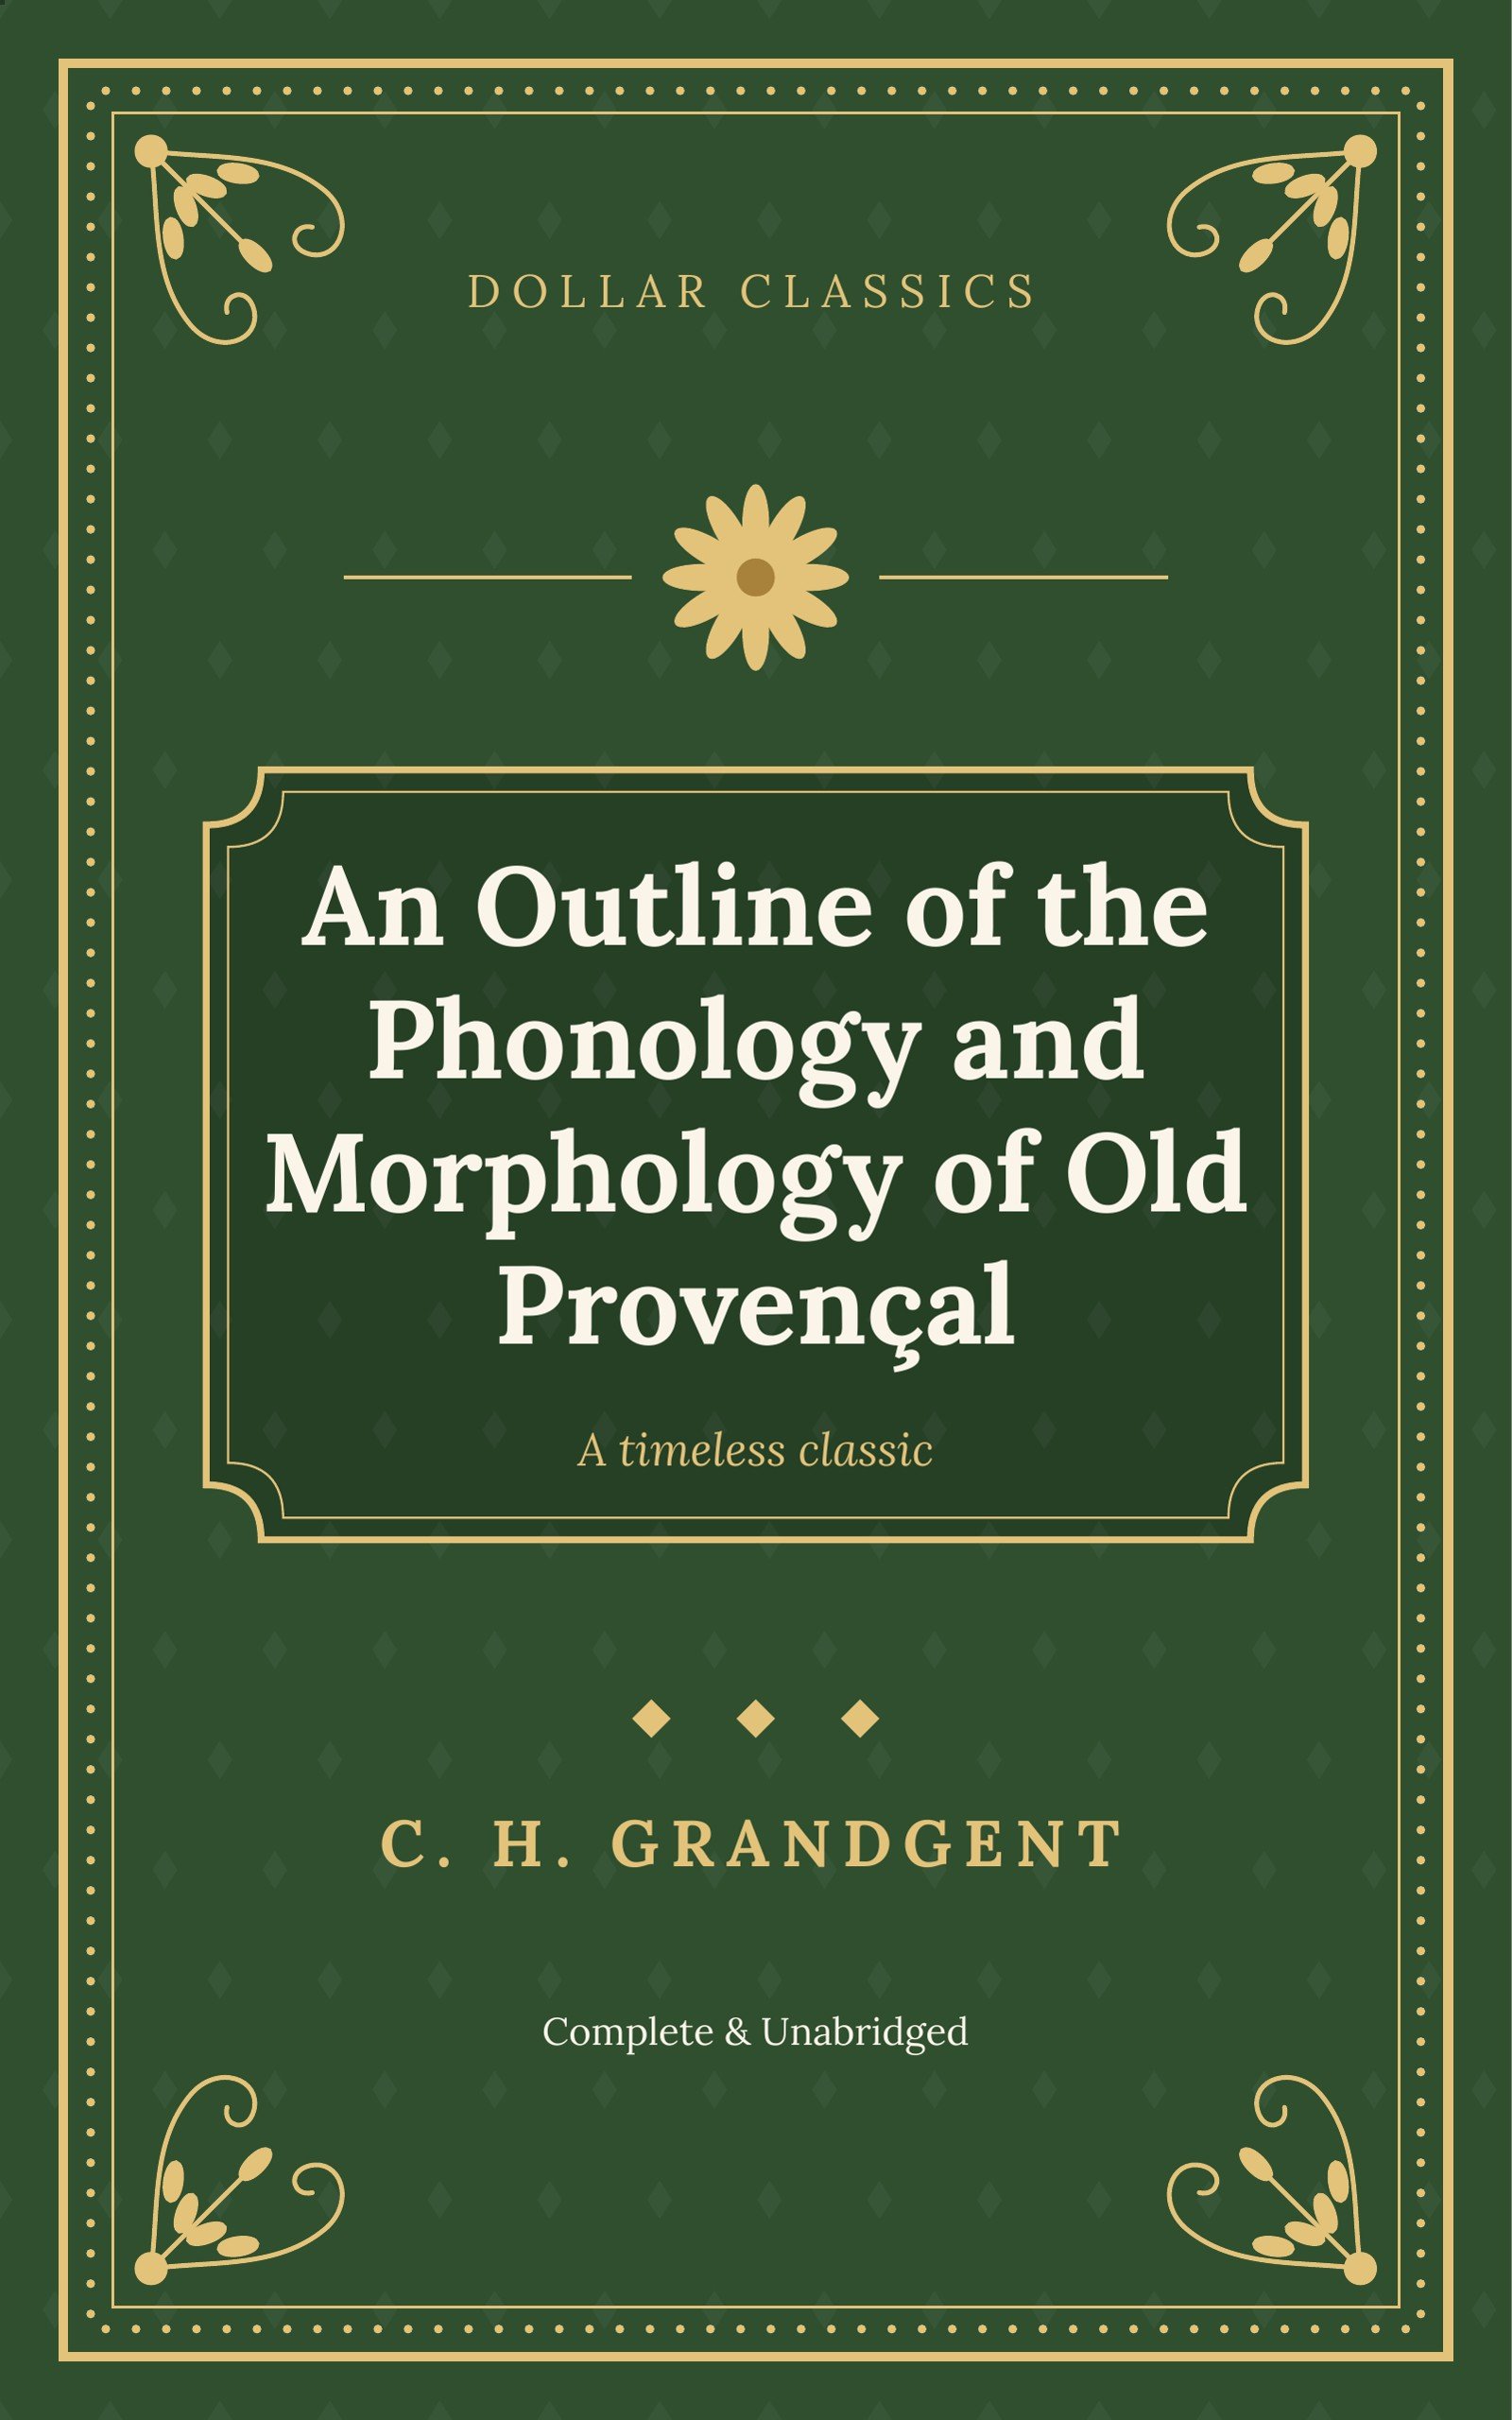 DOLLAR CLASSICS
An Outline of the
Phonology and
Morphology of Old
Provençal
A timeless classic
C. H. GRANDGENT
Complete & Unabridged